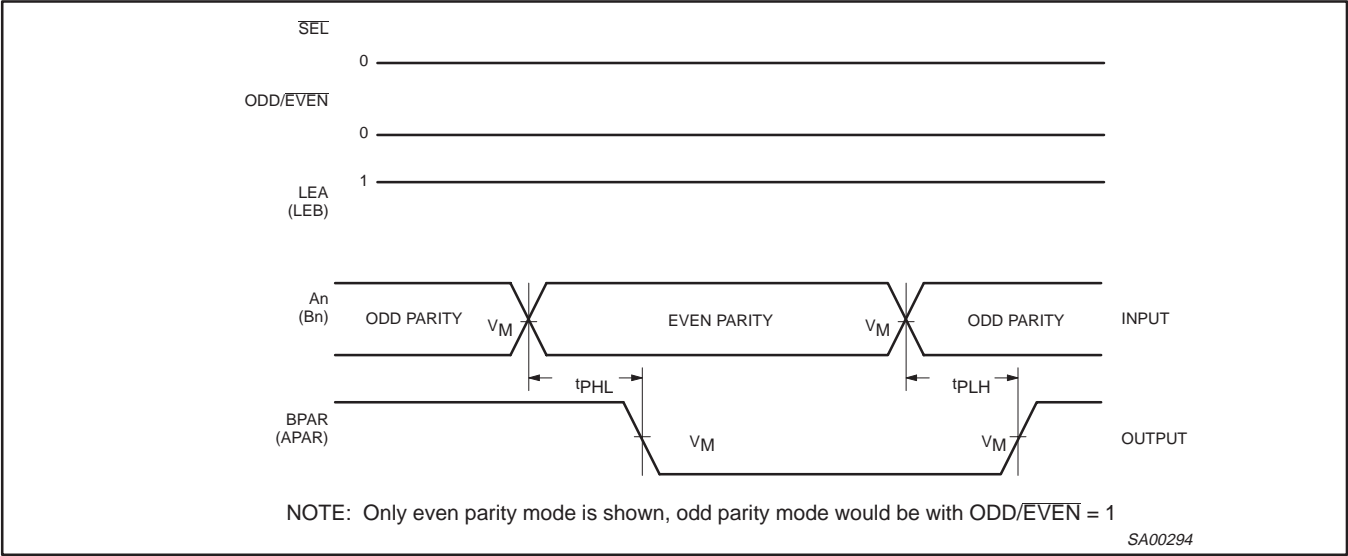 SEL
0
ODD/EVEN
0
1
LEA
(LEB)
An
(Bn)
ODD PARITY
VM
EVEN PARITY
VM
ODD PARITY
INPUT
tPHL
tPLH
BPAR
(APAR)
VM
VM
OUTPUT
NOTE: Only even parity mode is shown, odd parity mode would be with ODD/EVEN = 1
SA00294